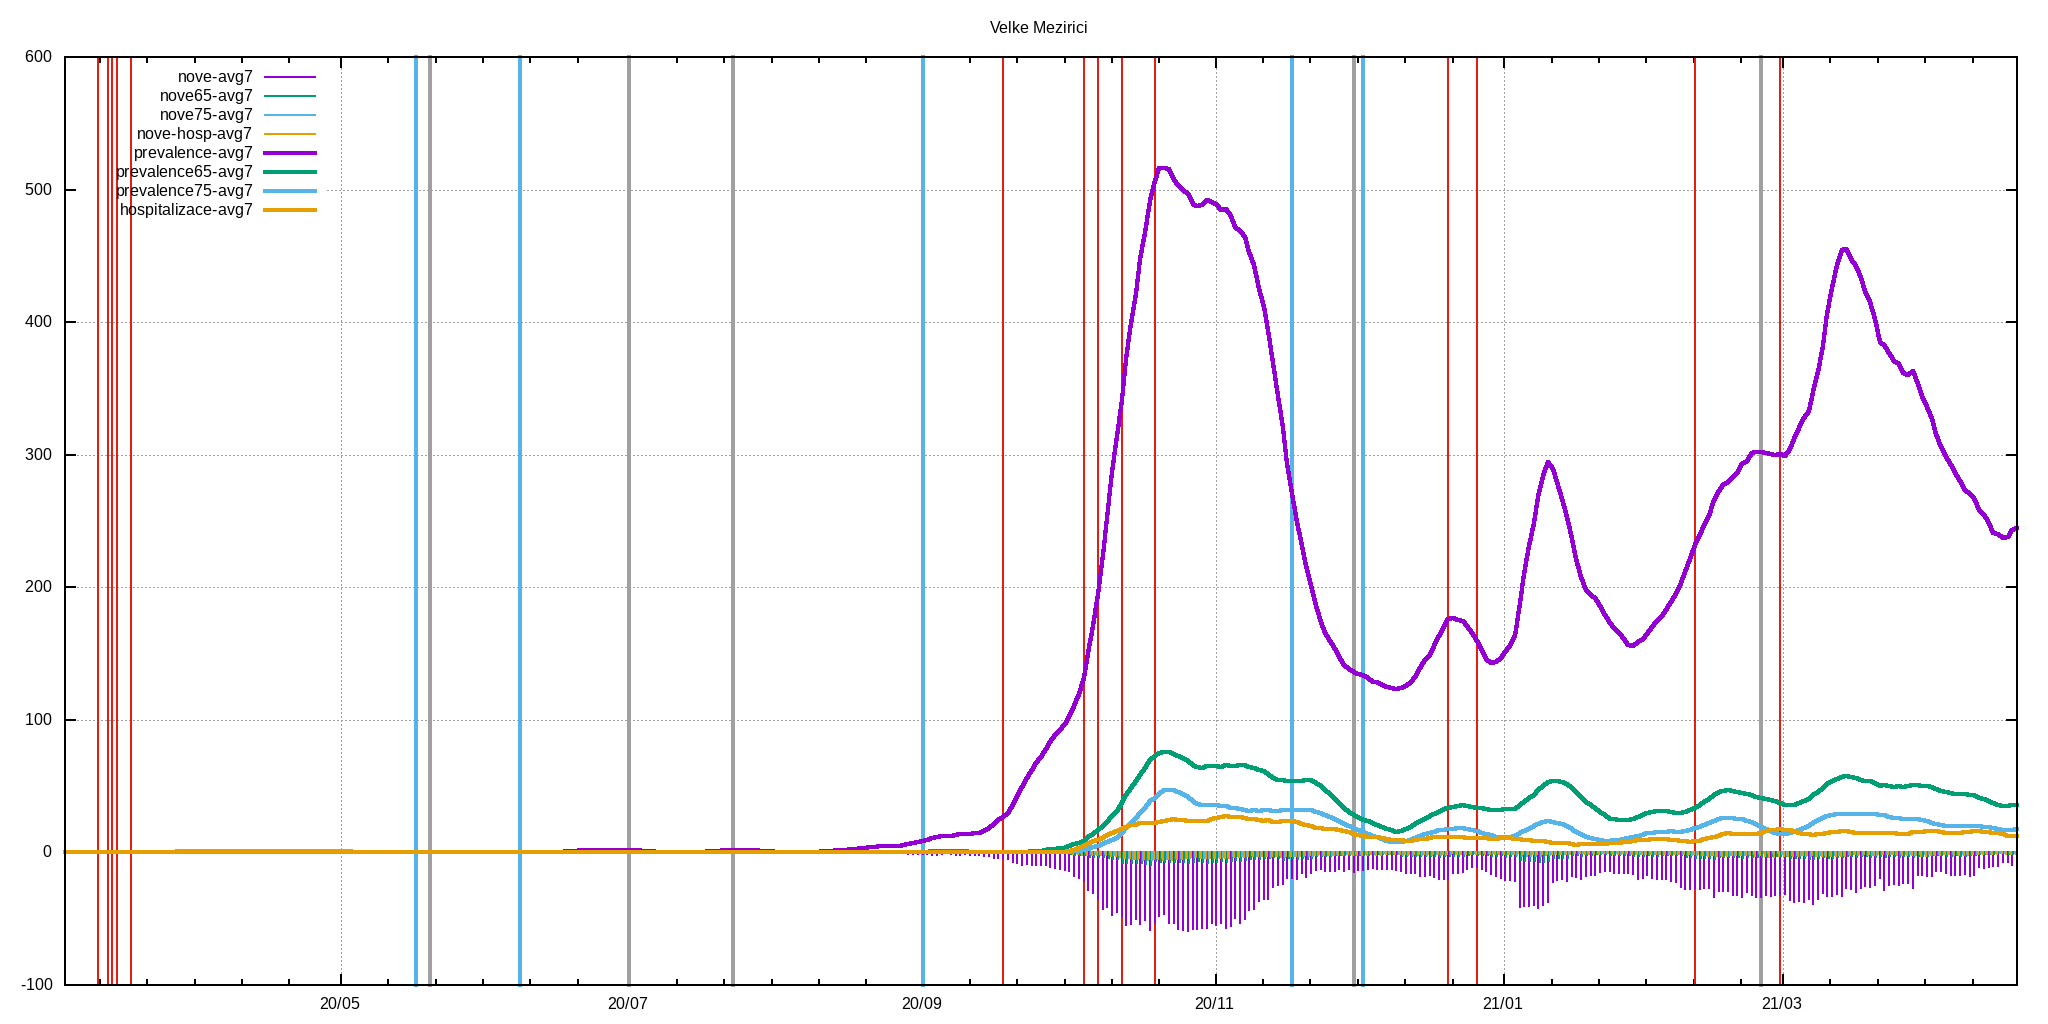 Velke Mezirici
600
500
400
300
200
100
0
-100
nove-avg7
nove65-avg7
nove75-avg7
nove-hosp-avg7
prevalence-avg7
prevalence65-avg7
prevalence75-avg7
hospitalizace-avg7
20/05
20/07
20/09
20/11
21/01
21/03